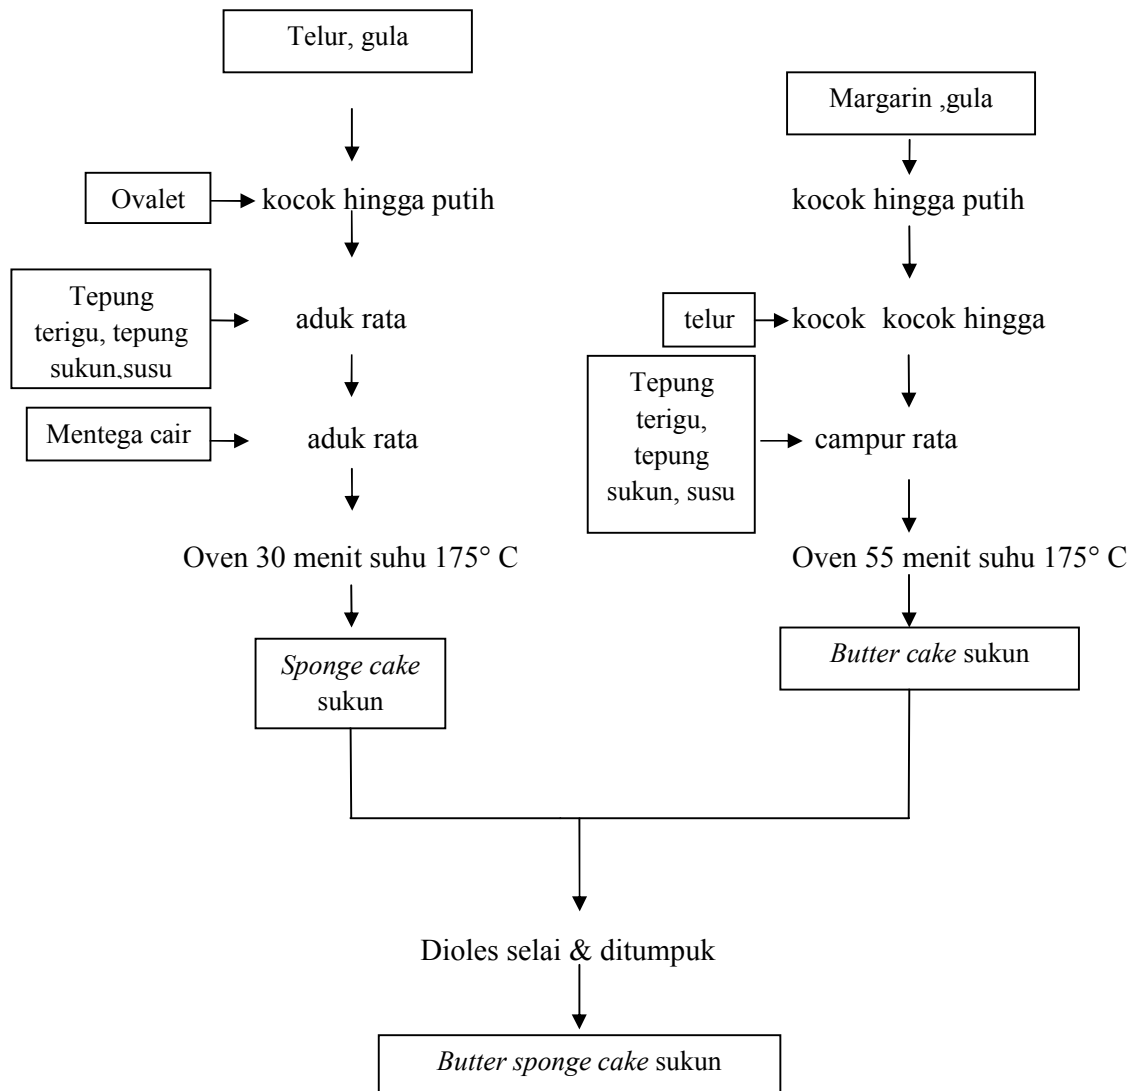 Telur, gula
Margarin ,gula
Ovalet
kocok hingga putih
kocok hingga putih
Tepung
terigu, tepung
sukun,susu
aduk rata
telur
kocok  kocok hingga
Mentega cair
aduk rata
Tepung
terigu,
tepung
sukun, susu
campur rata
Oven 30 menit suhu 175° C
Oven 55 menit suhu 175° C
Sponge cake
sukun
Butter cake sukun
Dioles selai & ditumpuk
Butter sponge cake sukun